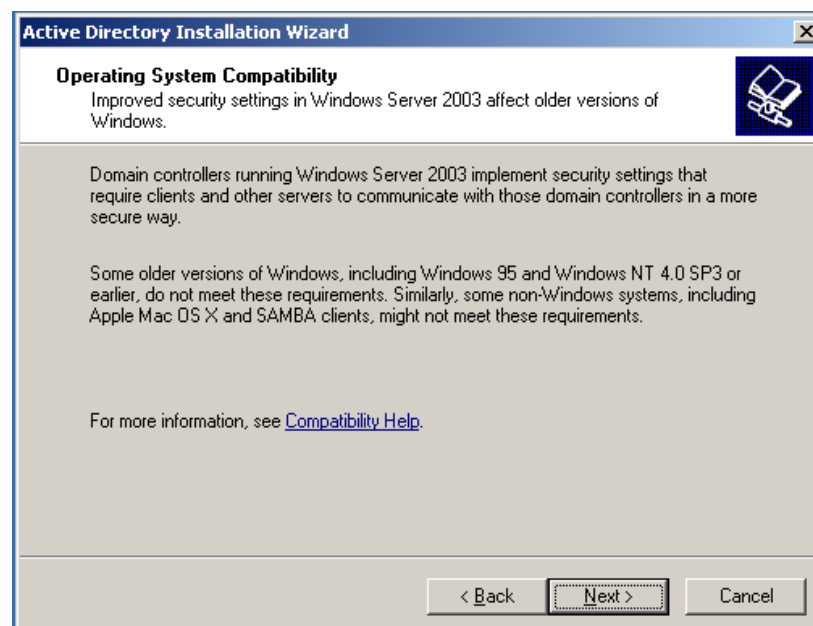 Active Directory Installation Wizard
Operating System Compatibility
Improved security settings in Windows Server 2003 affect older versions of
Windows.
Domain controllers running Windows Server 2003 implement security settings that
require clients and other servers to communicate with those domain controllers in a more
secure way.
Some older versions of Windows, including Windows 95 and Windows NT 4.0 SP3 or
earlier, do not meet these requirements. Similarly, some non-Windows systems, including
Apple Mac OS X and SAMBA clients, might not meet these requirements.
For more information, see Compatibility Help.
< Back Next > Cancel